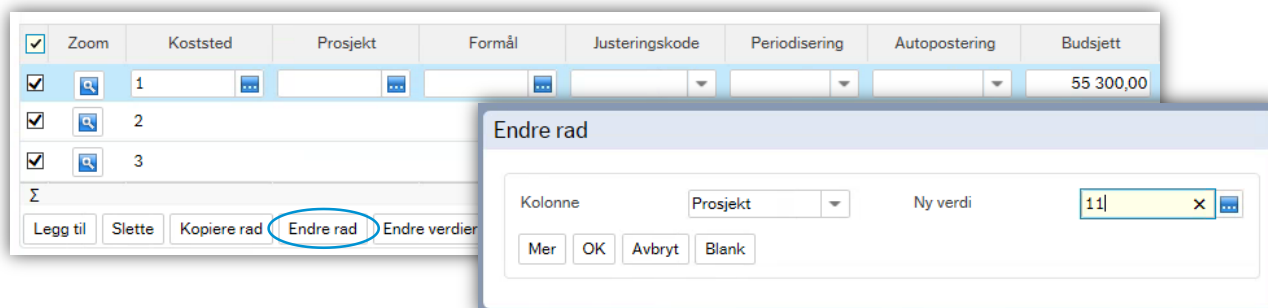 Zoom Koststed Prosjekt Formål Justeringskode Periodisering Autopostering Budsjett
1 55 300,00
2
3
Σ
Legg til Slette Kopiere rad Endre rad Endre verdier
Endre rad
Kolonne Prosjekt Ny verdi 11
Mer OK Avbryt Blank